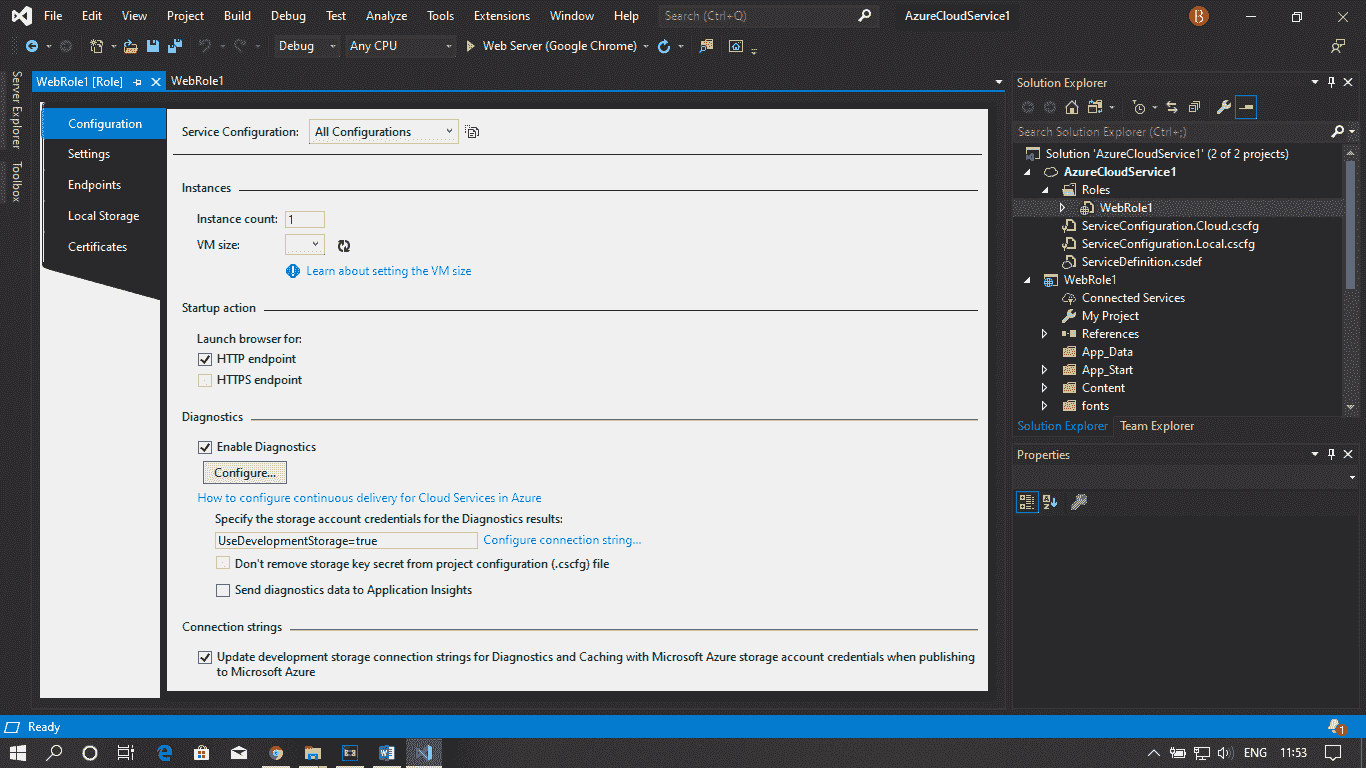 File Edit View Project Build Debug Test Analyze Tools Extensions Window Help Search (Ctrl+Q) AzureCloudService1 B
Debug Any CPU Web Server (Google Chrome)
Server Explorer
Toolbox
WebRole1 [Role] WebRole1
Configuration
Settings
Endpoints
Local Storage
Certificates
Service Configuration: All Configurations
Instances
Instance count: 1
VM size:
Learn about setting the VM size
Startup action
Launch browser for:
HTTP endpoint
HTTPS endpoint
Diagnostics
Enable Diagnostics
Configure...
How to configure continuous delivery for Cloud Services in Azure
Specify the storage account credentials for the Diagnostics results:
UseDevelopmentStorage=true Configure connection string...
Don't remove storage key secret from project configuration (.cscfg) file
Send diagnostics data to Application Insights
Connection strings
Update development storage connection strings for Diagnostics and Caching with Microsoft Azure storage account credentials when publishing
to Microsoft Azure
Solution Explorer
Search Solution Explorer (Ctrl+;)
Solution 'AzureCloudService1' (2 of 2 projects)
AzureCloudService1
Roles
WebRole1
ServiceConfiguration.Cloud.cscfg
ServiceConfiguration.Local.cscfg
ServiceDefinition.csdef
WebRole1
Connected Services
My Project
References
App_Data
App_Start
Content
fonts
Solution Explorer Team Explorer
Properties
Ready 1
ENG 11:53